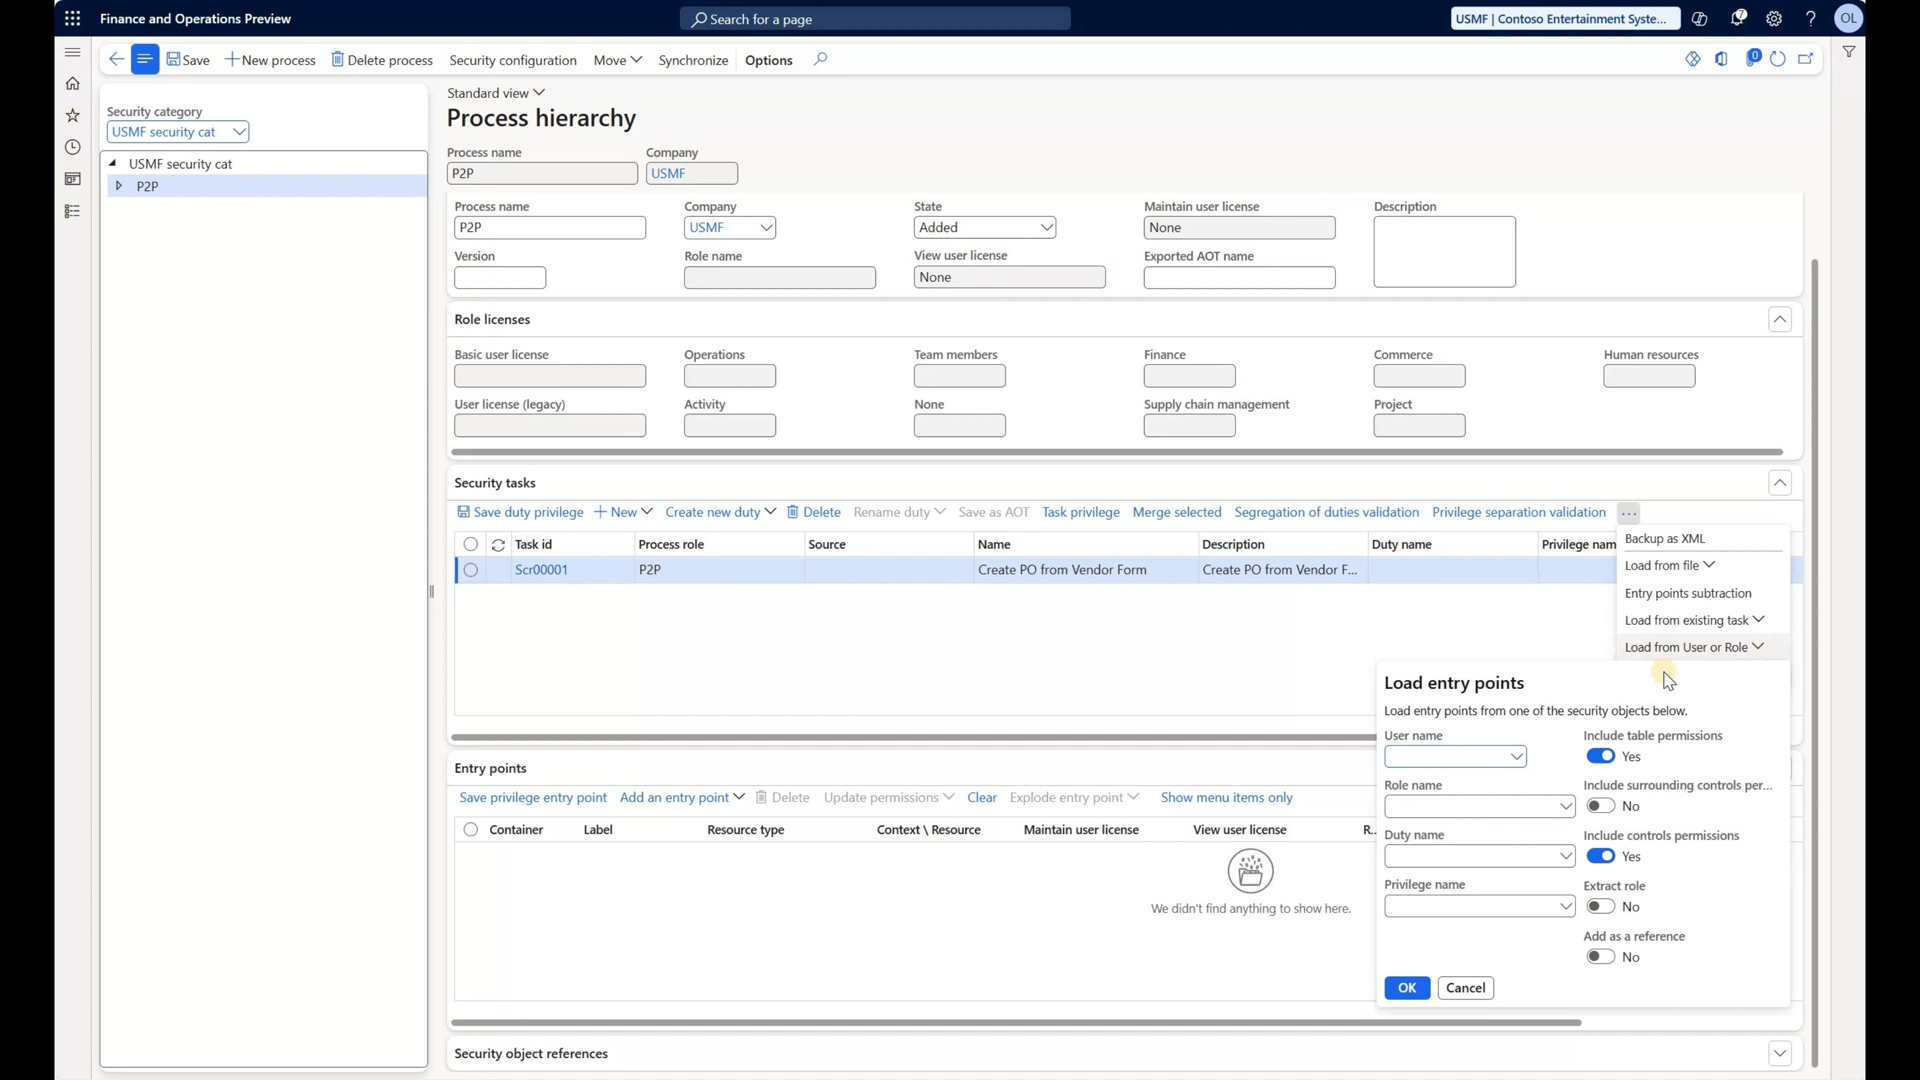 Finance and Operations Preview
Search for a page
USMF | Contoso Entertainment Syste...
7
?
OL
Save
New process
Delete process
Security configuration
Move
Synchronize
Options
0
Security category
USMF security cat
USMF security cat
P2P
Standard view
Process hierarchy
Process name
Company
P2P
USMF
Process name
Company
State
Maintain user license
Description
P2P
USMF
Added
None
Version
Role name
View user license
Exported AOT name
None
Role licenses
Basic user license
Operations
Team members
Finance
Commerce
Human resources
User license (legacy)
Activity
None
Supply chain management
Project
Security tasks
Save duty privilege
New
Create new duty
Delete
Rename duty
Save as AOT
Task privilege
Merge selected
Segregation of duties validation
Privilege separation validation
...
Task id
Process role
Source
Name
Description
Duty name
Privilege nam
Scr00001
P2P
Create PO from Vendor Form
Create PO from Vendor F...
Backup as XML
Load from file
Entry points subtraction
Load from existing task
Load from User or Role
Load entry points
Load entry points from one of the security objects below.
User name
Include table permissions
Yes
Role name
Include surrounding controls per...
No
Duty name
Include controls permissions
Yes
Privilege name
Extract role
No
Add as a reference
No
OK
Cancel
Entry points
Save privilege entry point
Add an entry point
Delete
Update permissions
Clear
Explode entry point
Show menu items only
Container
Label
Resource type
Context \ Resource
Maintain user license
View user license
R...
We didn't find anything to show here.
Security object references